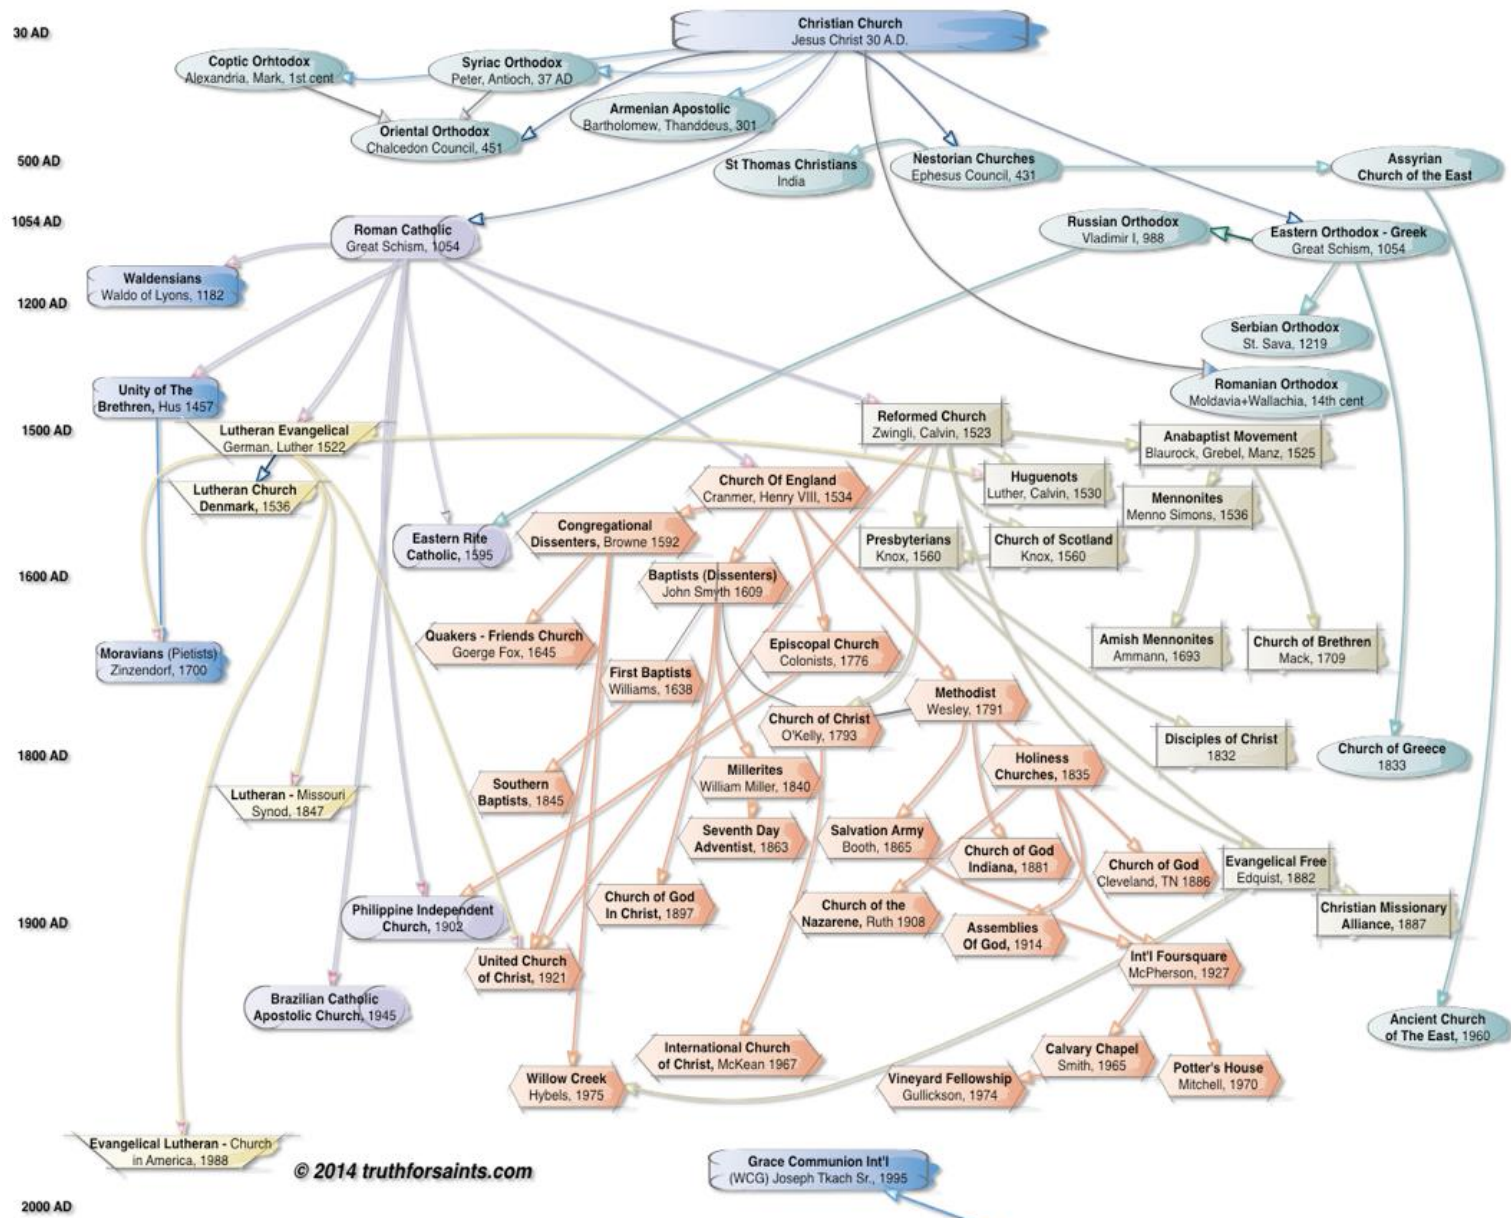 30 AD
Christian Church
Jesus Christ 30 A.D.
Coptic Orhtodox
Alexandria, Mark, 1st cent
Syriac Orthodox
Peter, Antioch, 37 AD
Armenian Apostolic
Bartholomew, Thanddeus, 301
Oriental Orthodox
Chalcedon Council, 451
500 AD
St Thomas Christians
India
Nestorian Churches
Ephesus Council, 431
Assyrian
Church of the East
1054 AD
Roman Catholic
Great Schism, 1054
Russian Orthodox
Vladimir I, 988
Eastern Orthodox - Greek
Great Schism, 1054
Waldensians
Waldo of Lyons, 1182
1200 AD
Serbian Orthodox
St. Sava, 1219
Unity of The
Brethren, Hus 1457
Romanian Orthodox
Moldavia+Wallachia, 14th cent
1500 AD
Lutheran Evangelical
German, Luther 1522
Reformed Church
Zwingli, Calvin, 1523
Anabaptist Movement
Blaurock, Grebel, Manz, 1525
Lutheran Church
Denmark, 1536
Church Of England
Cranmer, Henry VIII, 1534
Huguenots
Luther, Calvin, 1530
Mennonites
Menno Simons, 1536
Eastern Rite
Catholic, 1595
Congregational
Dissenters, Browne 1592
Presbyterians
Knox, 1560
Church of Scotland
Knox, 1560
1600 AD
Baptists (Dissenters)
John Smyth 1609
Moravians (Pietists)
Zinzendorf, 1700
Quakers - Friends Church
Goerge Fox, 1645
First Baptists
Williams, 1638
Episcopal Church
Colonists, 1776
Amish Mennonites
Ammann, 1693
Church of Brethren
Mack, 1709
Church of Christ
O'Kelly, 1793
Methodist
Wesley, 1791
Disciples of Christ
1832
Church of Greece
1833
1800 AD
Lutheran - Missouri
Synod, 1847
Southern
Baptists, 1845
Millerites
William Miller, 1840
Holiness
Churches, 1835
Seventh Day
Adventist, 1863
Salvation Army
Booth, 1865
Church of God
Indiana, 1881
Church of God
Cleveland, TN 1886
Evangelical Free
Edquist, 1882
1900 AD
Philippine Independent
Church, 1902
Church of God
In Christ, 1897
Church of the
Nazarene, Ruth 1908
Assemblies
Of God, 1914
Christian Missionary
Alliance, 1887
United Church
of Christ, 1921
Int'l Foursquare
McPherson, 1927
Brazilian Catholic
Apostolic Church, 1945
Ancient Church
of The East, 1960
International Church
of Christ, McKean 1967
Calvary Chapel
Smith, 1965
Willow Creek
Hybels, 1975
Vineyard Fellowship
Gullickson, 1974
Potter's House
Mitchell, 1970
Evangelical Lutheran - Church
in America, 1988
© 2014 truthforsaints.com
Grace Communion Int'l
(WCG) Joseph Tkach Sr., 1995
2000 AD